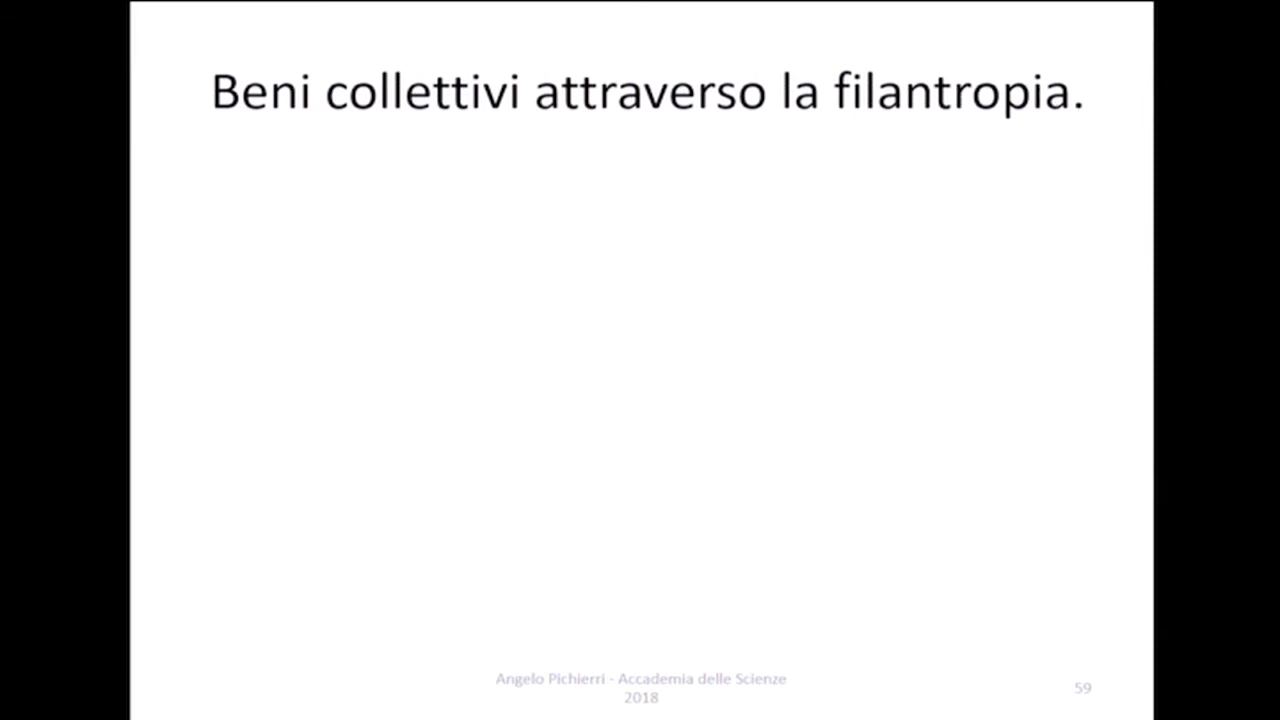 Beni collettivi attraverso la filantropia.
Angelo Pichierri - Accademia delle Scienze
2018
59